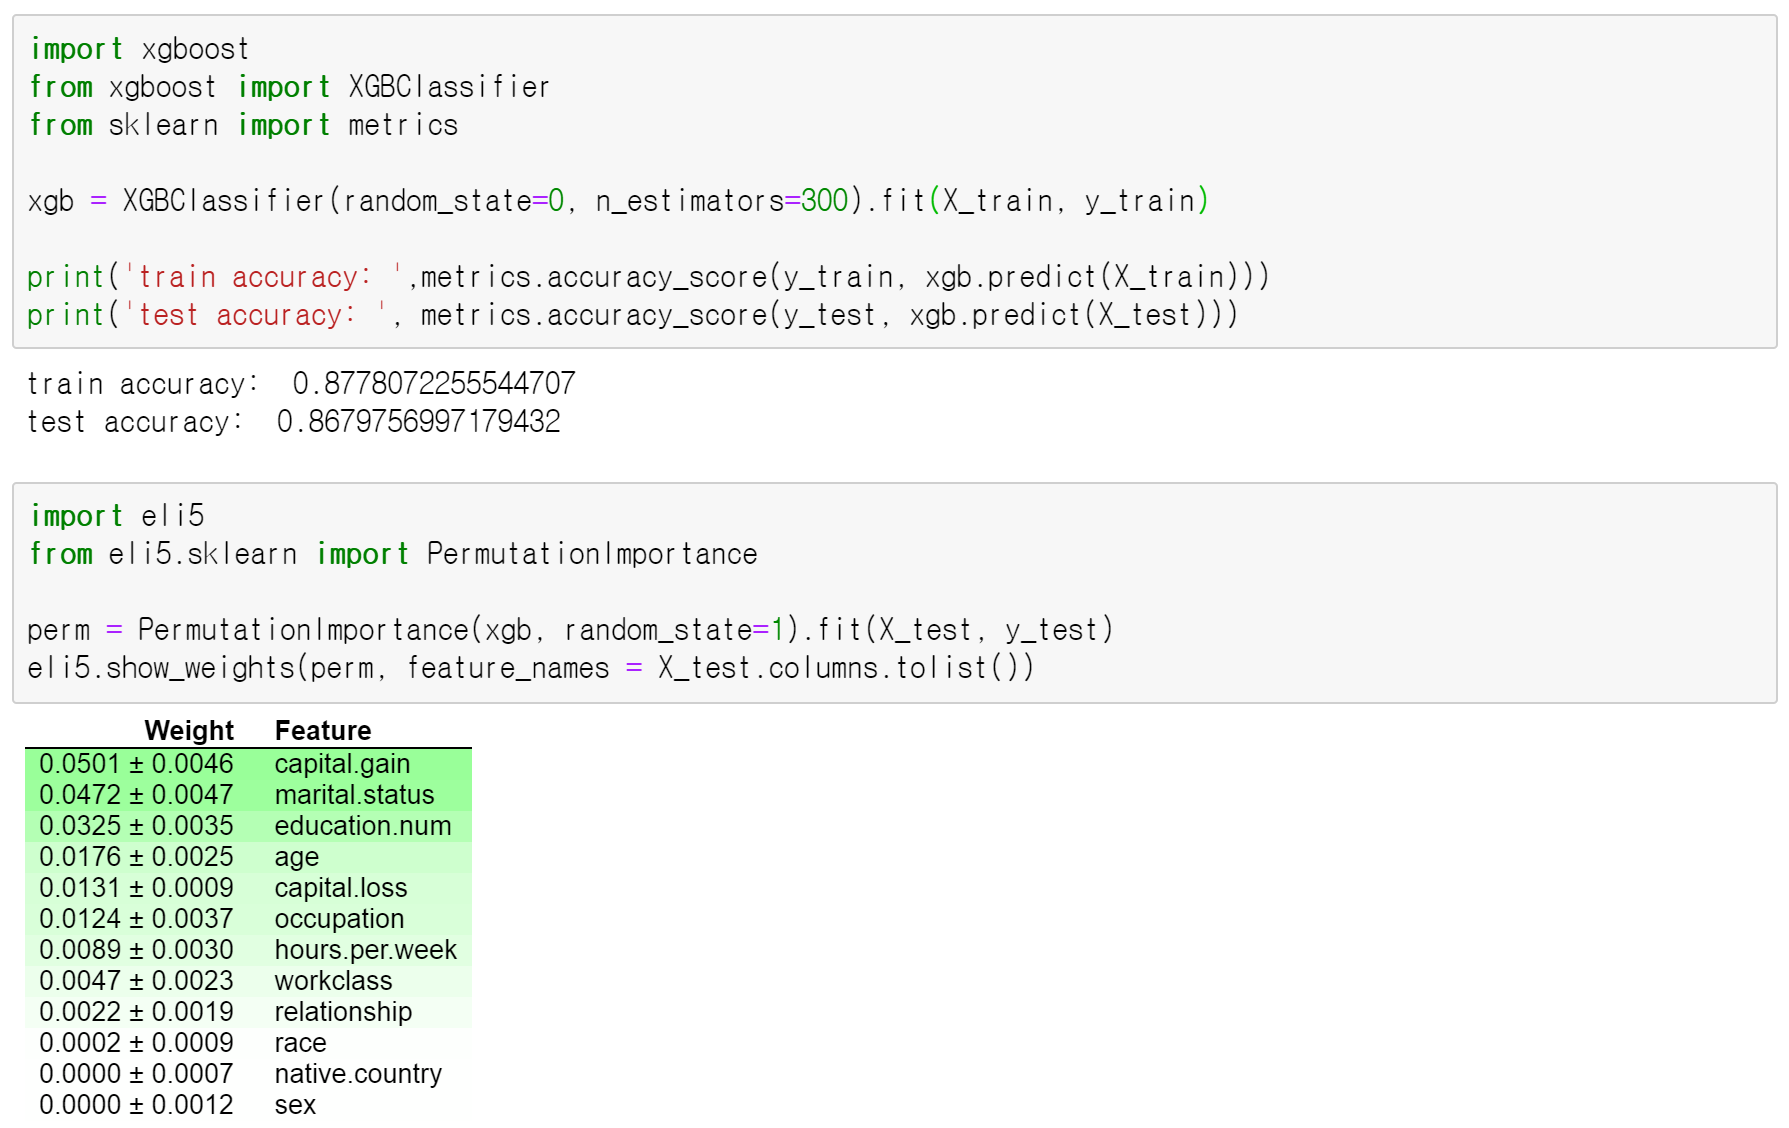 import xgboost
from xgboost import XGBClassifier
from sklearn import metrics
xgb = XGBClassifier(random_state=0, n_estimators=300).fit(X_train, y_train)
print('train accuracy: ',metrics.accuracy_score(y_train, xgb.predict(X_train)))
print('test accuracy: ', metrics.accuracy_score(y_test, xgb.predict(X_test)))
train accuracy:  0.8778072255544707
test accuracy:  0.8679756997179432
import eli5
from eli5.sklearn import PermutationImportance
perm = PermutationImportance(xgb, random_state=1).fit(X_test, y_test)
eli5.show_weights(perm, feature_names = X_test.columns.tolist())
Weight Feature
0.0501 ± 0.0046 capital.gain
0.0472 ± 0.0047 marital.status
0.0325 ± 0.0035 education.num
0.0176 ± 0.0025 age
0.0131 ± 0.0009 capital.loss
0.0124 ± 0.0037 occupation
0.0089 ± 0.0030 hours.per.week
0.0047 ± 0.0023 workclass
0.0022 ± 0.0019 relationship
0.0002 ± 0.0009 race
0.0000 ± 0.0007 native.country
0.0000 ± 0.0012 sex